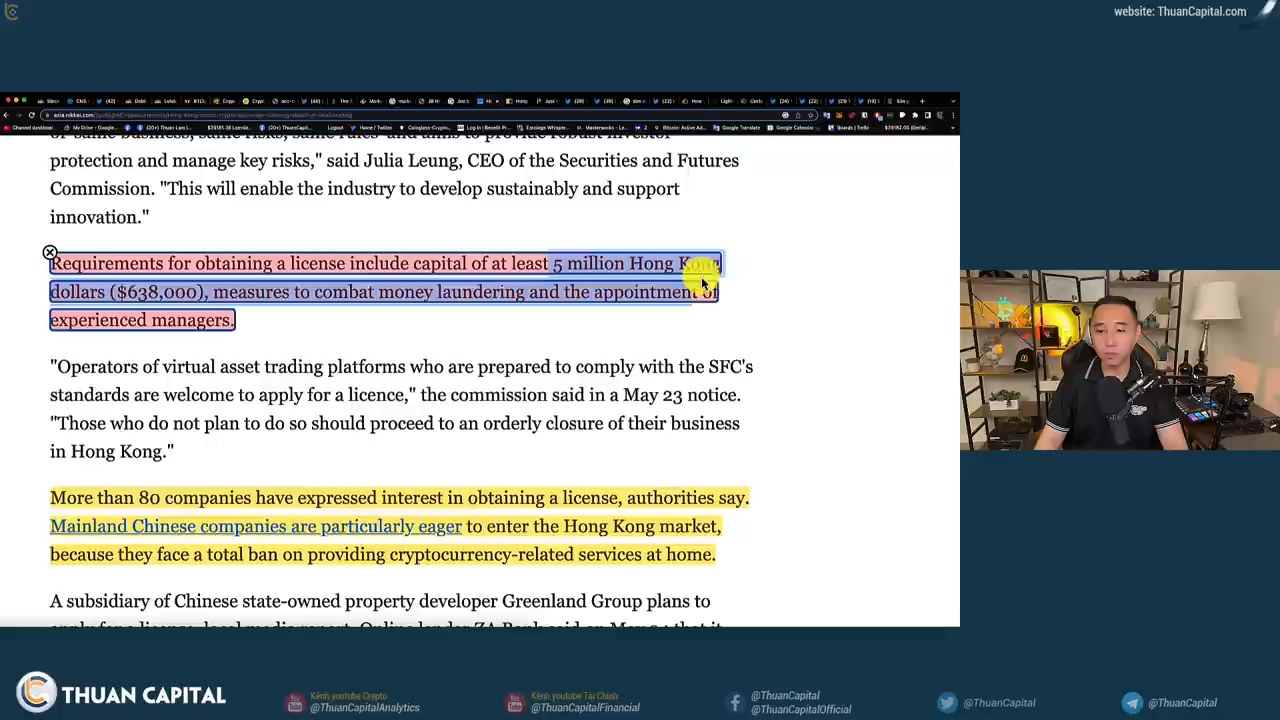 website: ThuanCapital.com
protection and manage key risks," said Julia Leung, CEO of the Securities and Futures
Commission. "This will enable the industry to develop sustainably and support
innovation."
Requirements for obtaining a license include capital of at least 5 million Hong Kong
dollars ($638,000), measures to combat money laundering and the appointment of
experienced managers.
"Operators of virtual asset trading platforms who are prepared to comply with the SFC's
standards are welcome to apply for a licence," the commission said in a May 23 notice.
"Those who do not plan to do so should proceed to an orderly closure of their business
in Hong Kong."
More than 80 companies have expressed interest in obtaining a license, authorities say.
Mainland Chinese companies are particularly eager to enter the Hong Kong market,
because they face a total ban on providing cryptocurrency-related services at home.
A subsidiary of Chinese state-owned property developer Greenland Group plans to
THUAN CAPITAL
Kênh youtube Crypto
@ThuanCapitalAnalytics
Kênh youtube Tài Chính
@ThuanCapitalFinancial
@ThuanCapital
@ThuanCapitalOfficial
@ThuanCapital
@ThuanCapital